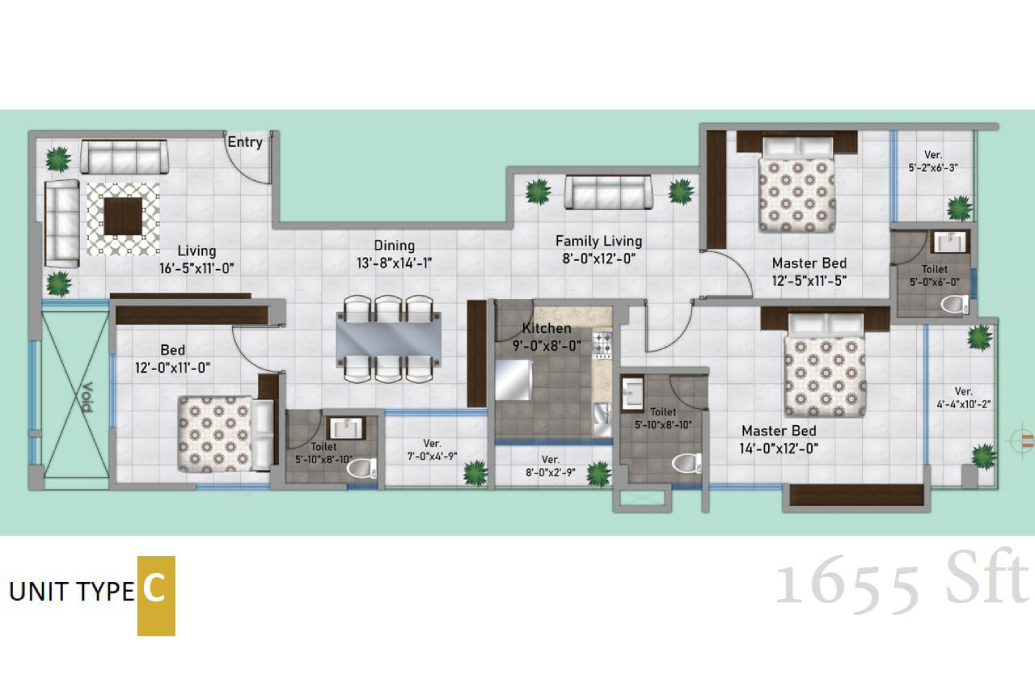 Entry
Living
16'-5"x11'-0"
Dining
13'-8"x14'-1"
Family Living
8'-0"x12'-0"
Master Bed
12'-5"x11'-5"
Ver.
5'-2"x6'-3"
Toilet
5'-0"x6'-0"
Void
Bed
12'-0"x11'-0"
Toilet
5'-10"x8'-10"
Ver.
7'-0"x4'-9"
Kitchen
9'-0"x8'-0"
Ver.
8'-0"x2'-9"
Toilet
5'-10"x8'-10"
Master Bed
14'-0"x12'-0"
Ver.
4'-4"x10'-2"
UNIT TYPE C
1655 Sft